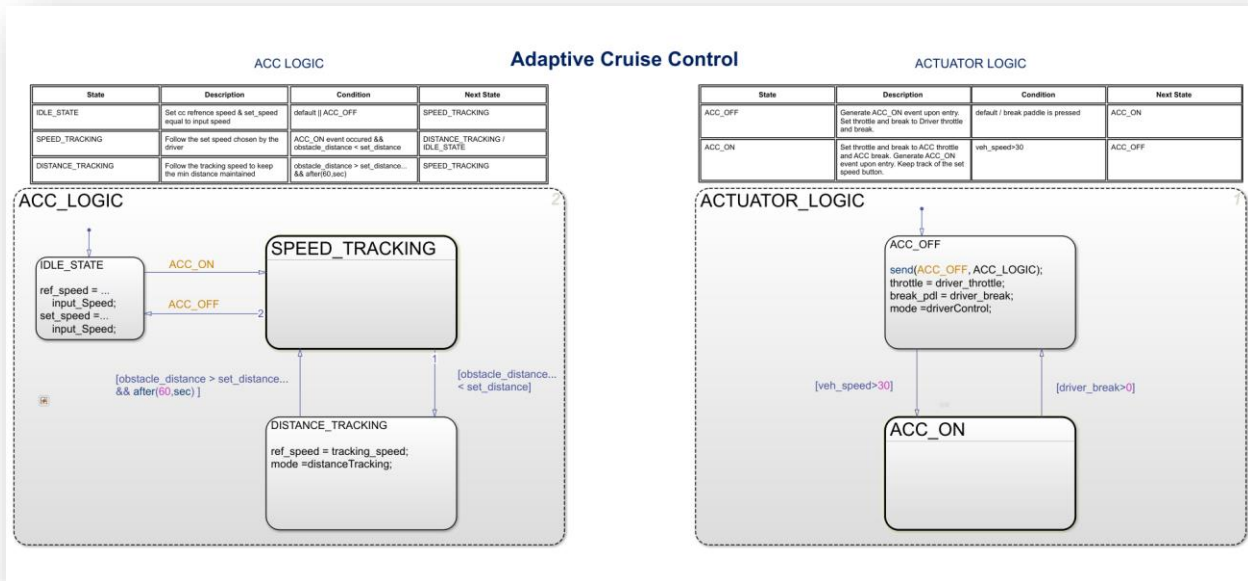 Adaptive Cruise Control
ACC LOGIC
State Description Condition Next State
IDLE_STATE Set cc refrence speed & set_speed default || ACC_OFF SPEED_TRACKING
equal to input speed
SPEED_TRACKING Follow the set speed chosen by the ACC_ON event occured && DISTANCE_TRACKING /
driver obstacle_distance < set_distance IDLE_STATE
DISTANCE_TRACKING Follow the tracking speed to keep obstacle_distance > set_distance... SPEED_TRACKING
the min distance maintained && after(60,sec)
ACC_LOGIC
2
IDLE_STATE
ref_speed = ...
input_Speed;
set_speed =...
input_Speed;
ACC_ON
ACC_OFF
2
SPEED_TRACKING
1
[obstacle_distance > set_distance...
&& after(60,sec) ]
[obstacle_distance...
< set_distance]
DISTANCE_TRACKING
ref_speed = tracking_speed;
mode =distanceTracking;
ACTUATOR LOGIC
State Description Condition Next State
ACC_OFF Generate ACC_ON event upon entry. default / break paddle is pressed ACC_ON
Set throttle and break to Driver throttle
and break.
ACC_ON Set throttle and break to ACC throttle veh_speed>30 ACC_OFF
and ACC break. Generate ACC_ON
event upon entry. Keep track of the set
speed button.
ACTUATOR_LOGIC
1
ACC_OFF
send(ACC_OFF, ACC_LOGIC);
throttle = driver_throttle;
break_pdl = driver_break;
mode =driverControl;
[veh_speed>30]
[driver_break>0]
ACC_ON